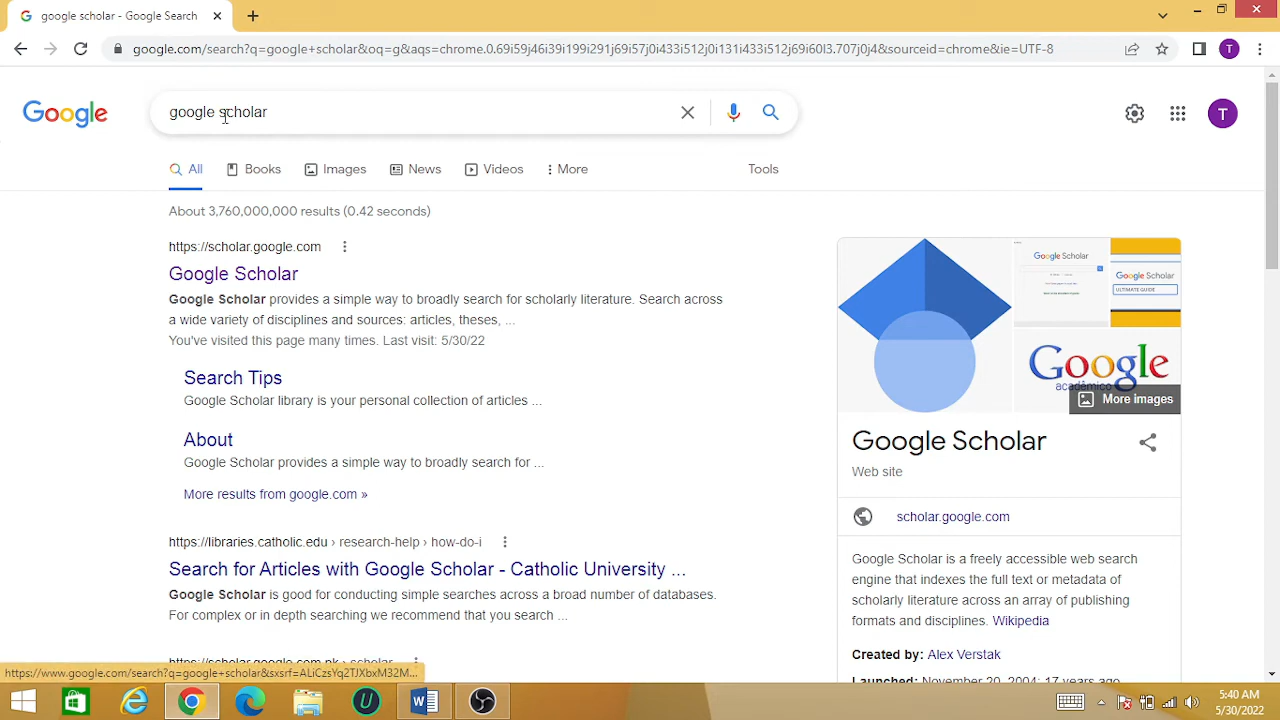 google scholar - Google Search
google.com/search?q=google+scholar&oq=g&aqs=chrome.0.69i59j46i39i199i291j69i57j0i433i512j0i131i433i512j69i60l3.707j0j4&sourceid=chrome&ie=UTF-8
T
Google
google scholar
T
All
Books
Images
News
Videos
More
Tools
About 3,760,000,000 results (0.42 seconds)
https://scholar.google.com
Google Scholar
Google Scholar provides a simple way to broadly search for scholarly literature. Search across
a wide variety of disciplines and sources: articles, theses, ...
You've visited this page many times. Last visit: 5/30/22
Search Tips
Google Scholar library is your personal collection of articles ...
About
Google Scholar provides a simple way to broadly search for ...
More results from google.com »
https://libraries.catholic.edu › research-help › how-do-i
Search for Articles with Google Scholar - Catholic University ...
Google Scholar is good for conducting simple searches across a broad number of databases.
For complex or in depth searching we recommend that you search ...
https://scholar.google.com.pk › scholar
Google Scholar
Google Scholar
ULTIMATE GUIDE
Google
acadêmico
More images
Google Scholar
Web site
scholar.google.com
Google Scholar is a freely accessible web search
engine that indexes the full text or metadata of
scholarly literature across an array of publishing
formats and disciplines. Wikipedia
Created by: Alex Verstak
Launched: November 20, 2004; 17 years ago
https://www.google.com/search?q=google+scholar&sxsrf=ALiCzsYq2TJXbxM32M...
5:40 AM
5/30/2022